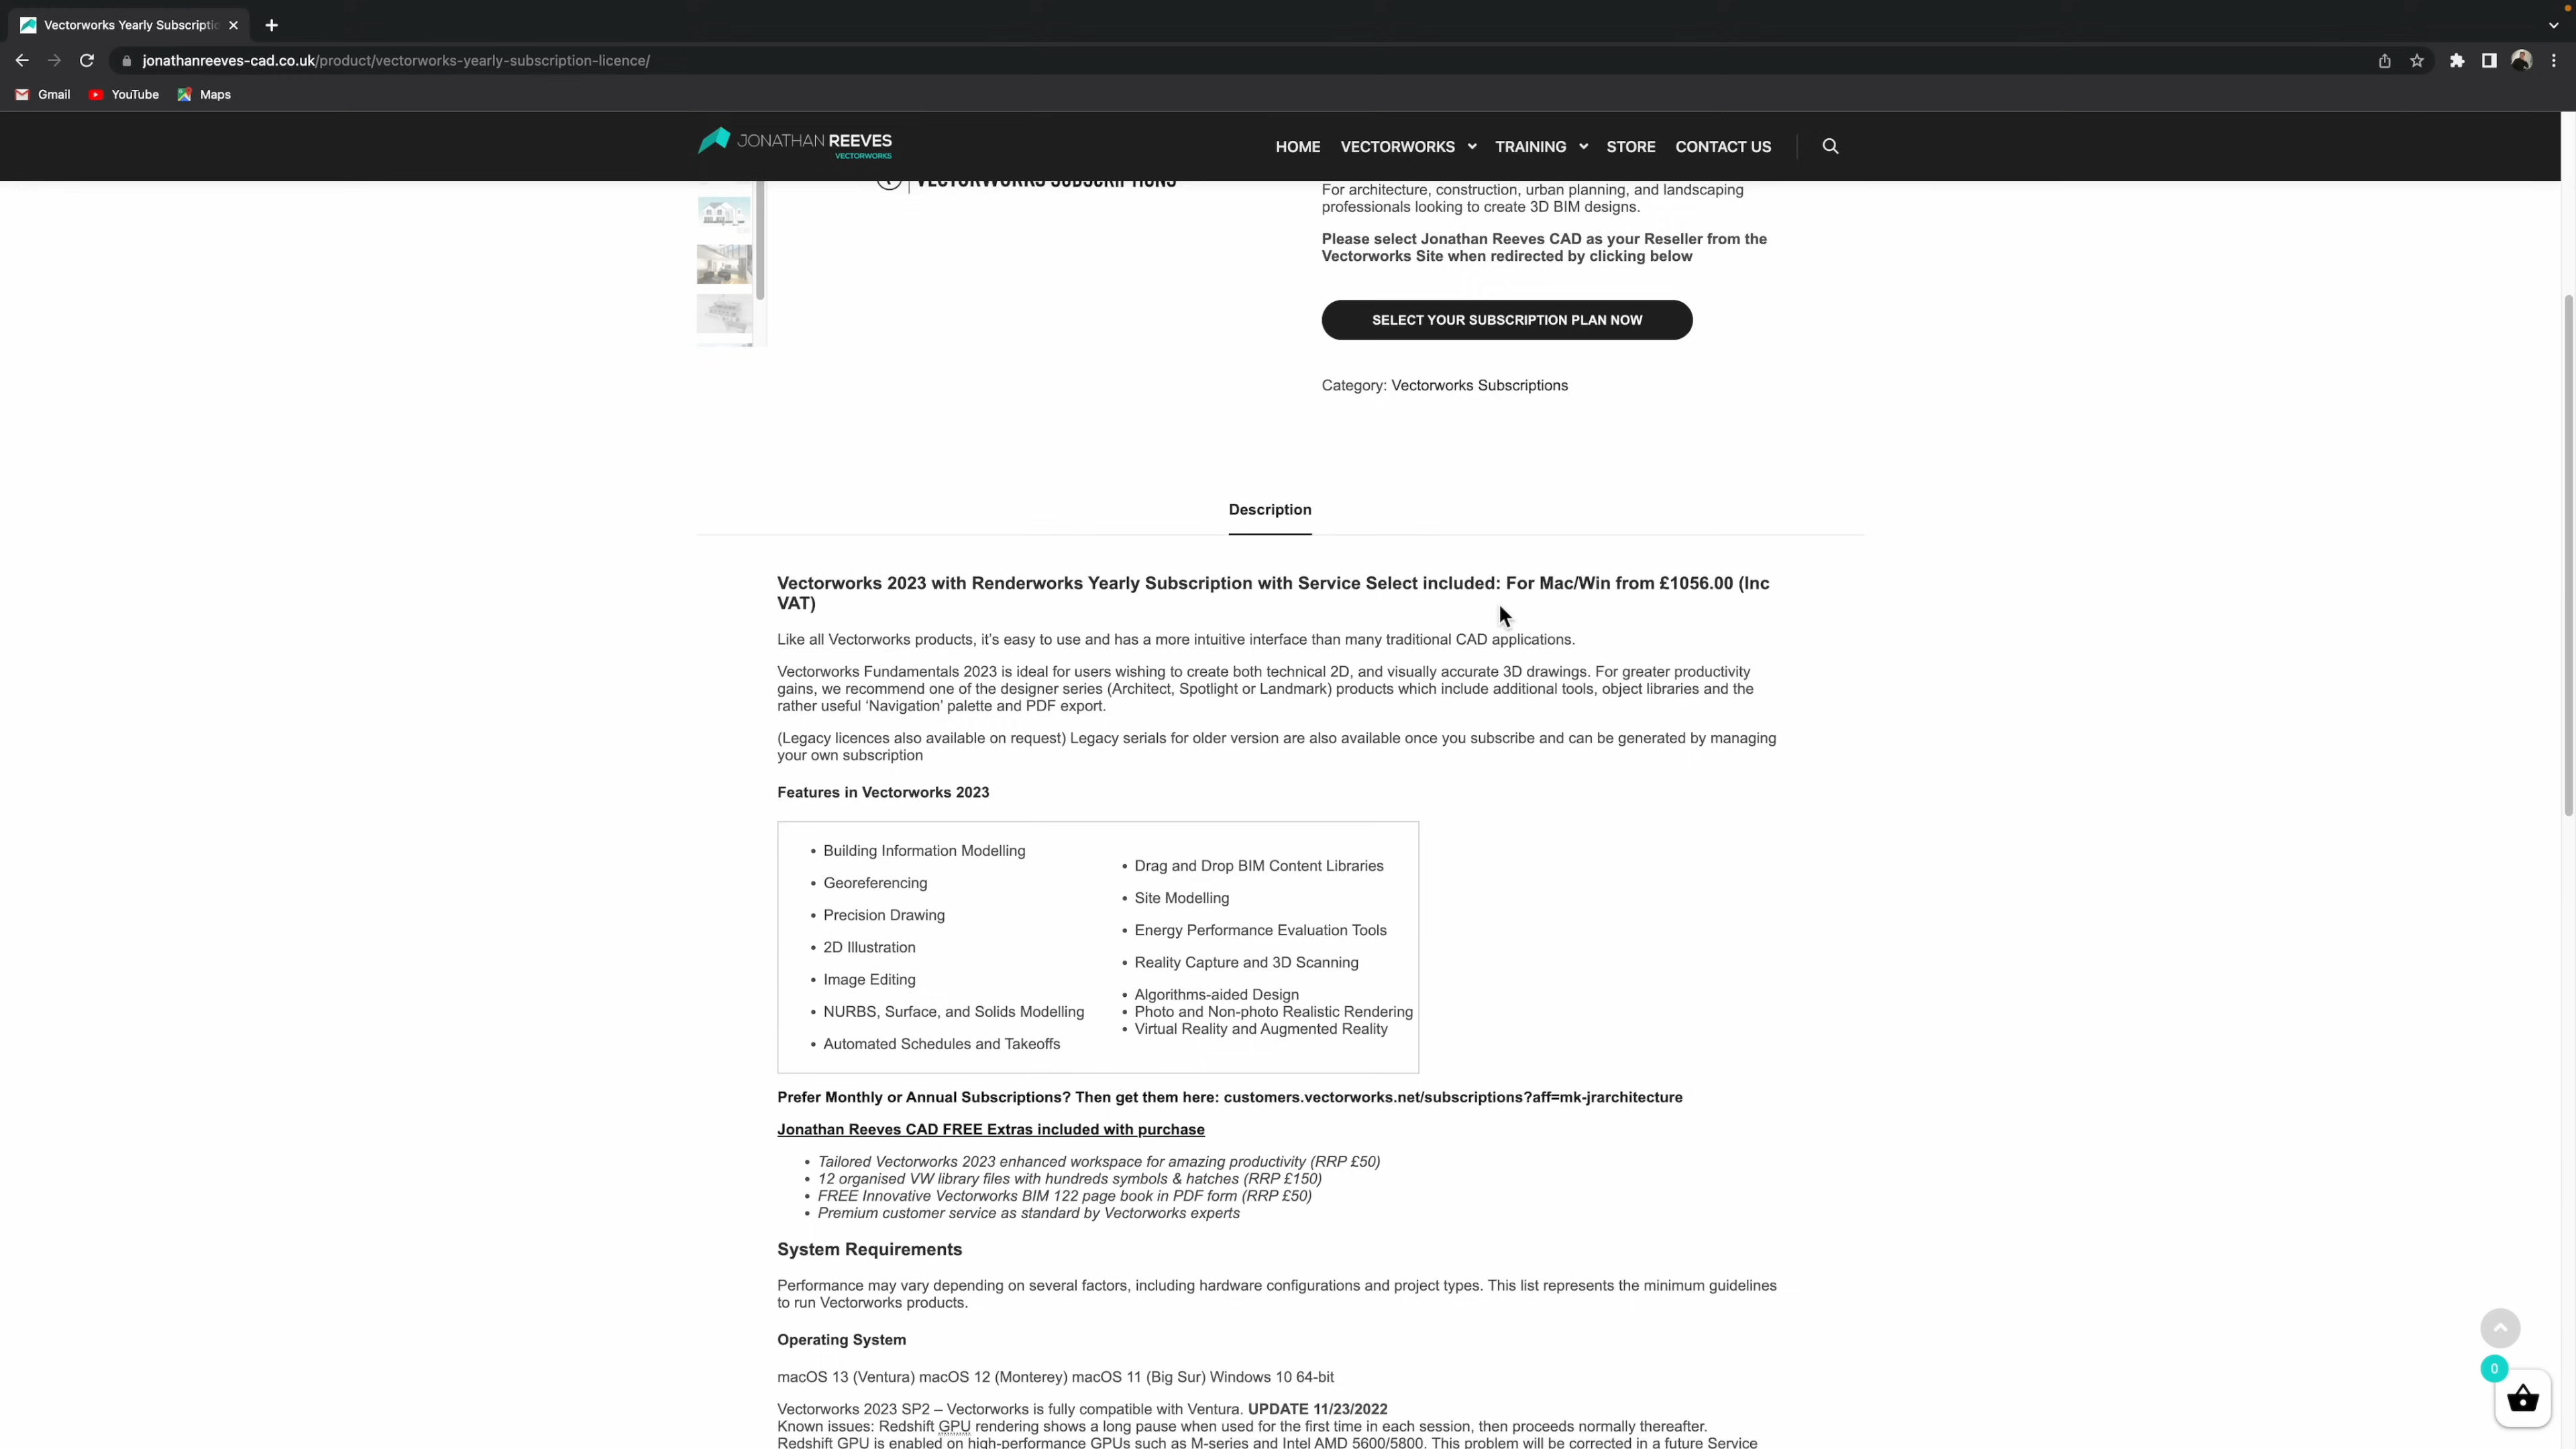 Vectorworks Yearly Subscriptio
jonathanreeves-cad.co.uk/product/vectorworks-yearly-subscription-licence/
Gmail YouTube Maps
JONATHAN REEVES
VECTORWORKS
HOME VECTORWORKS TRAINING STORE CONTACT US
VECTORWORKS SUBSCRIPTIONS
For architecture, construction, urban planning, and landscaping
professionals looking to create 3D BIM designs.
Please select Jonathan Reeves CAD as your Reseller from the
Vectorworks Site when redirected by clicking below
SELECT YOUR SUBSCRIPTION PLAN NOW
Category: Vectorworks Subscriptions
Description
Vectorworks 2023 with Renderworks Yearly Subscription with Service Select included: For Mac/Win from £1056.00 (Inc
VAT)
Like all Vectorworks products, it's easy to use and has a more intuitive interface than many traditional CAD applications.
Vectorworks Fundamentals 2023 is ideal for users wishing to create both technical 2D, and visually accurate 3D drawings. For greater productivity
gains, we recommend one of the designer series (Architect, Spotlight or Landmark) products which include additional tools, object libraries and the
rather useful ‘Navigation’ palette and PDF export.
(Legacy licences also available on request) Legacy serials for older version are also available once you subscribe and can be generated by managing
your own subscription
Features in Vectorworks 2023
• Building Information Modelling
• Georeferencing
• Precision Drawing
• 2D Illustration
• Image Editing
• NURBS, Surface, and Solids Modelling
• Automated Schedules and Takeoffs
• Drag and Drop BIM Content Libraries
• Site Modelling
• Energy Performance Evaluation Tools
• Reality Capture and 3D Scanning
• Algorithms-aided Design
• Photo and Non-photo Realistic Rendering
• Virtual Reality and Augmented Reality
Prefer Monthly or Annual Subscriptions? Then get them here: customers.vectorworks.net/subscriptions?aff=mk-jrarchitecture
Jonathan Reeves CAD FREE Extras included with purchase
• Tailored Vectorworks 2023 enhanced workspace for amazing productivity (RRP £50)
• 12 organised VW library files with hundreds symbols & hatches (RRP £150)
• FREE Innovative Vectorworks BIM 122 page book in PDF form (RRP £50)
• Premium customer service as standard by Vectorworks experts
System Requirements
Performance may vary depending on several factors, including hardware configurations and project types. This list represents the minimum guidelines
to run Vectorworks products.
Operating System
macOS 13 (Ventura) macOS 12 (Monterey) macOS 11 (Big Sur) Windows 10 64-bit
Vectorworks 2023 SP2 – Vectorworks is fully compatible with Ventura. UPDATE 11/23/2022
Known issues: Redshift GPU rendering shows a long pause when used for the first time in each session, then proceeds normally thereafter.
Redshift GPU is enabled on high-performance GPUs such as M-series and Intel AMD 5600/5800. This problem will be corrected in a future Service
0